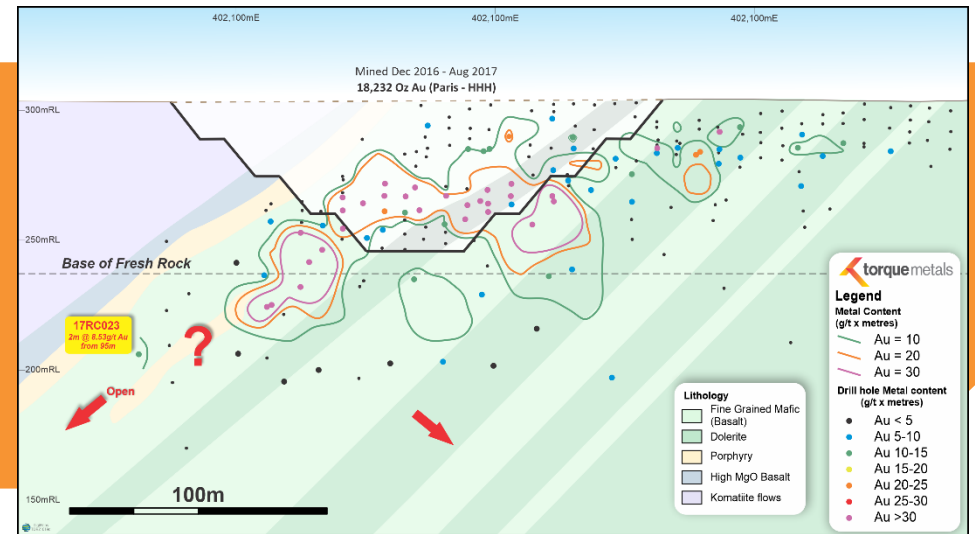 402,100mE
402,100mE
402,100mE
Mined Dec 2016 - Aug 2017
18,232 Oz Au (Paris - HHH)
300mRL
250mRL
Base of Fresh Rock
17RC023
2m @ 8.53g/t Au
from 95m
?
200mRL
Open
150mRL
100m
Lithology
Fine Grained Mafic
(Basalt)
Dolerite
Porphyry
High MgO Basalt
Komatiite flows
torquemetals
Legend
Metal Content
(g/t x metres)
Au = 10
Au = 20
Au = 30
Drill hole Metal content
(g/t x metres)
Au < 5
Au 5-10
Au 10-15
Au 15-20
Au 20-25
Au 25-30
Au >30